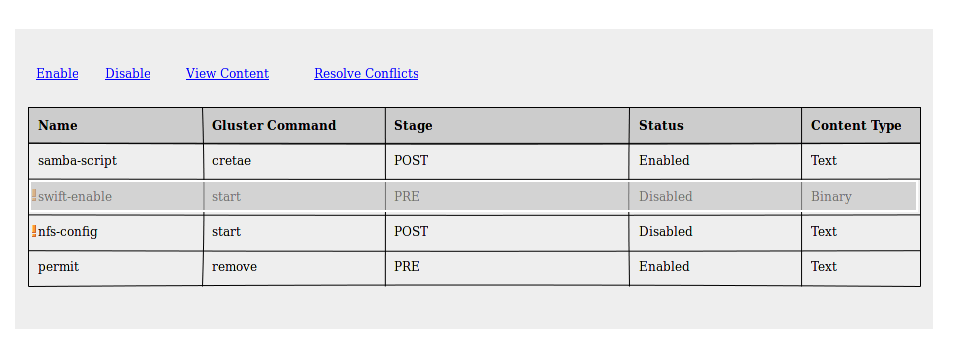 Enable Disable View Content Resolve Conflicts
Name Gluster Command Stage Status Content Type
samba-script cretae POST Enabled Text
swift-enable start PRE Disabled Binary
nfs-config start POST Disabled Text
permit remove PRE Enabled Text